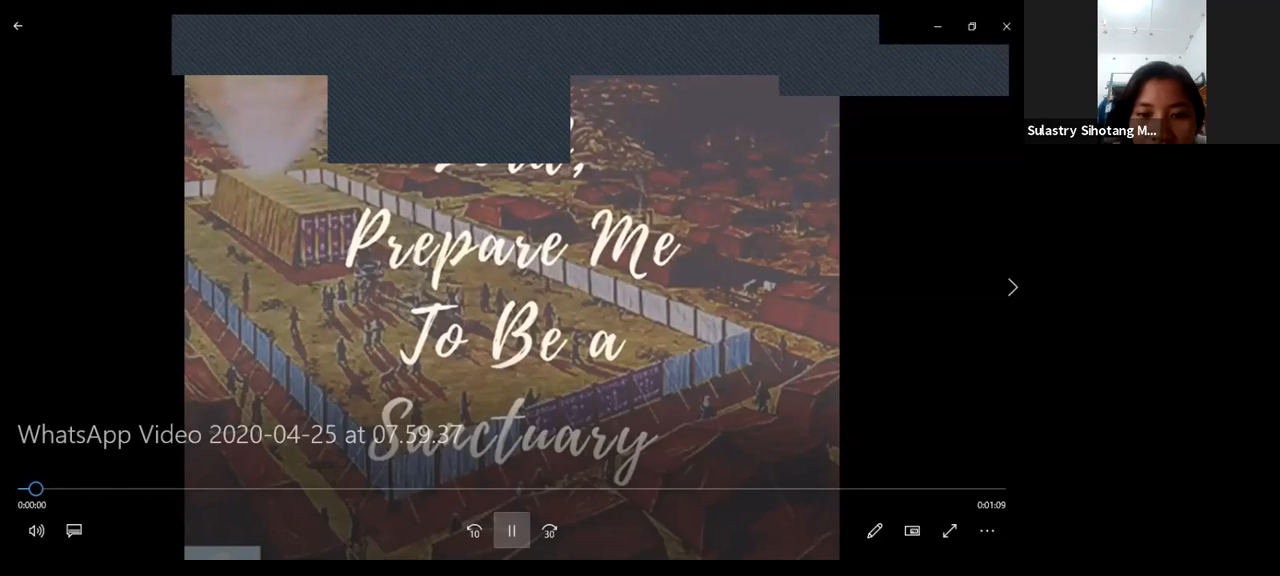 Sulastry Sihotang M...
Prepare Me
To Be a
Sanctuary
WhatsApp Video 2020-04-25 at 07.59.37
0:00:00
0:01:09
10
30